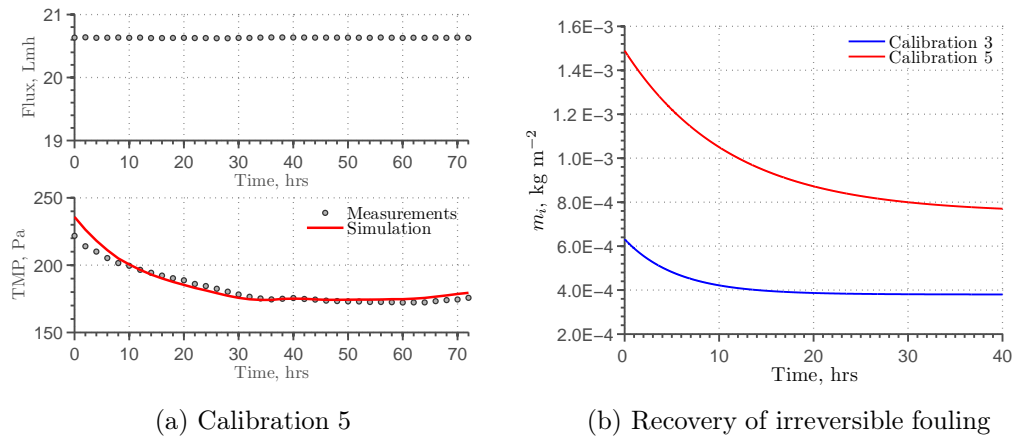 21
20
19
Flux, Lmh
0 10 20 30 40 50 60 70
Time, hrs
250
200
150
TMP, Pa
Measurements
Simulation
0 10 20 30 40 50 60 70
Time, hrs
(a) Calibration 5
1.6E−3
1.4E−3
1.2 E−3
1.0E−3
8.0E−4
6.0E−4
4.0E−4
2.0E−4
m_i, kg m⁻²
Calibration 3
Calibration 5
0 10 20 30 40
Time, hrs
(b) Recovery of irreversible fouling